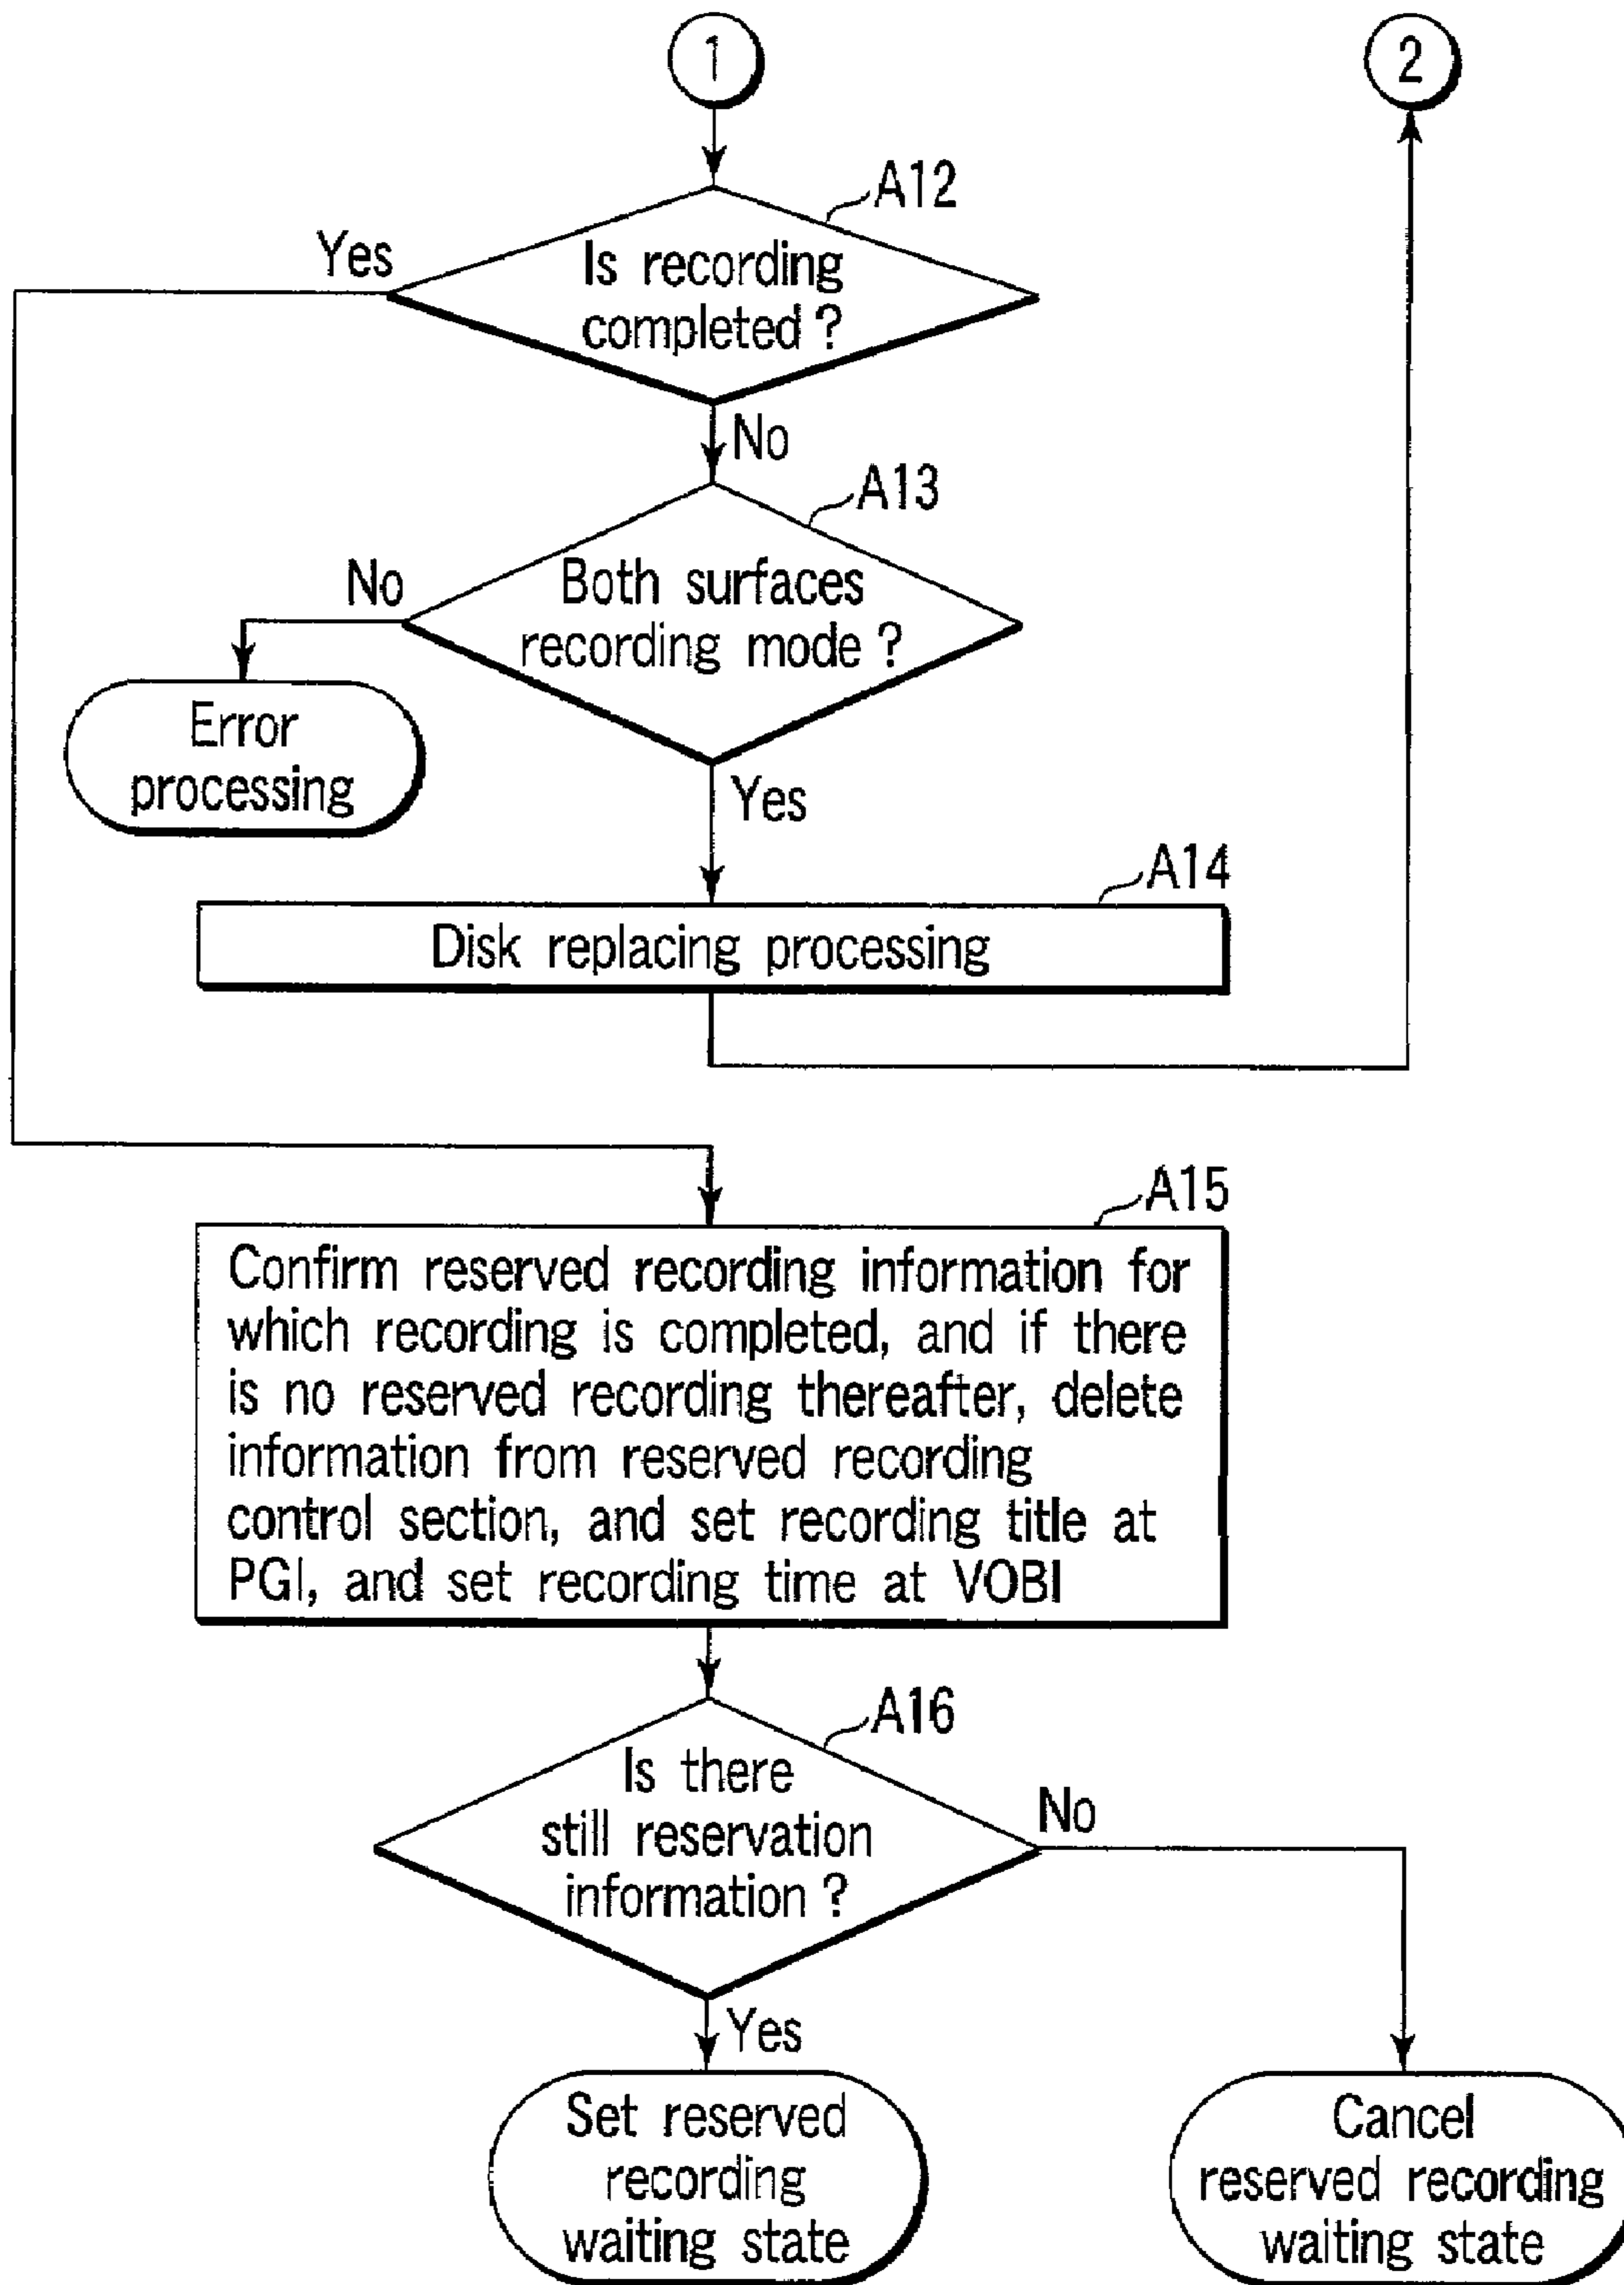 1
2
A12
Yes
Is recording
completed ?
No
A13
No
Both surfaces
recording mode ?
Error
processing
Yes
A14
Disk replacing processing
A15
Confirm reserved recording information for
which recording is completed, and if there
is no reserved recording thereafter, delete
information from reserved recording
control section, and set recording title at
PGI, and set recording time at VOBI
A16
Is there
still reservation
information ?
No
Yes
Set reserved
recording
waiting state
Cancel
reserved recording
waiting state